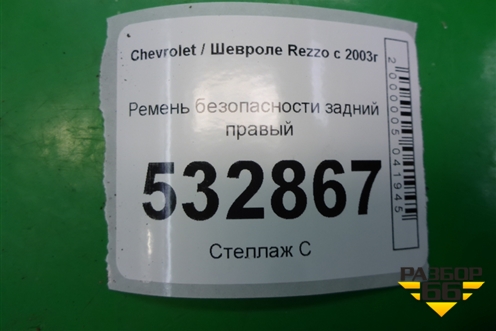 Chevrolet / Шевроле Rezzo с 2003г
Ремень безопасности задний
правый
532867
Стеллаж С
2000005041945
РАЗБОР
66